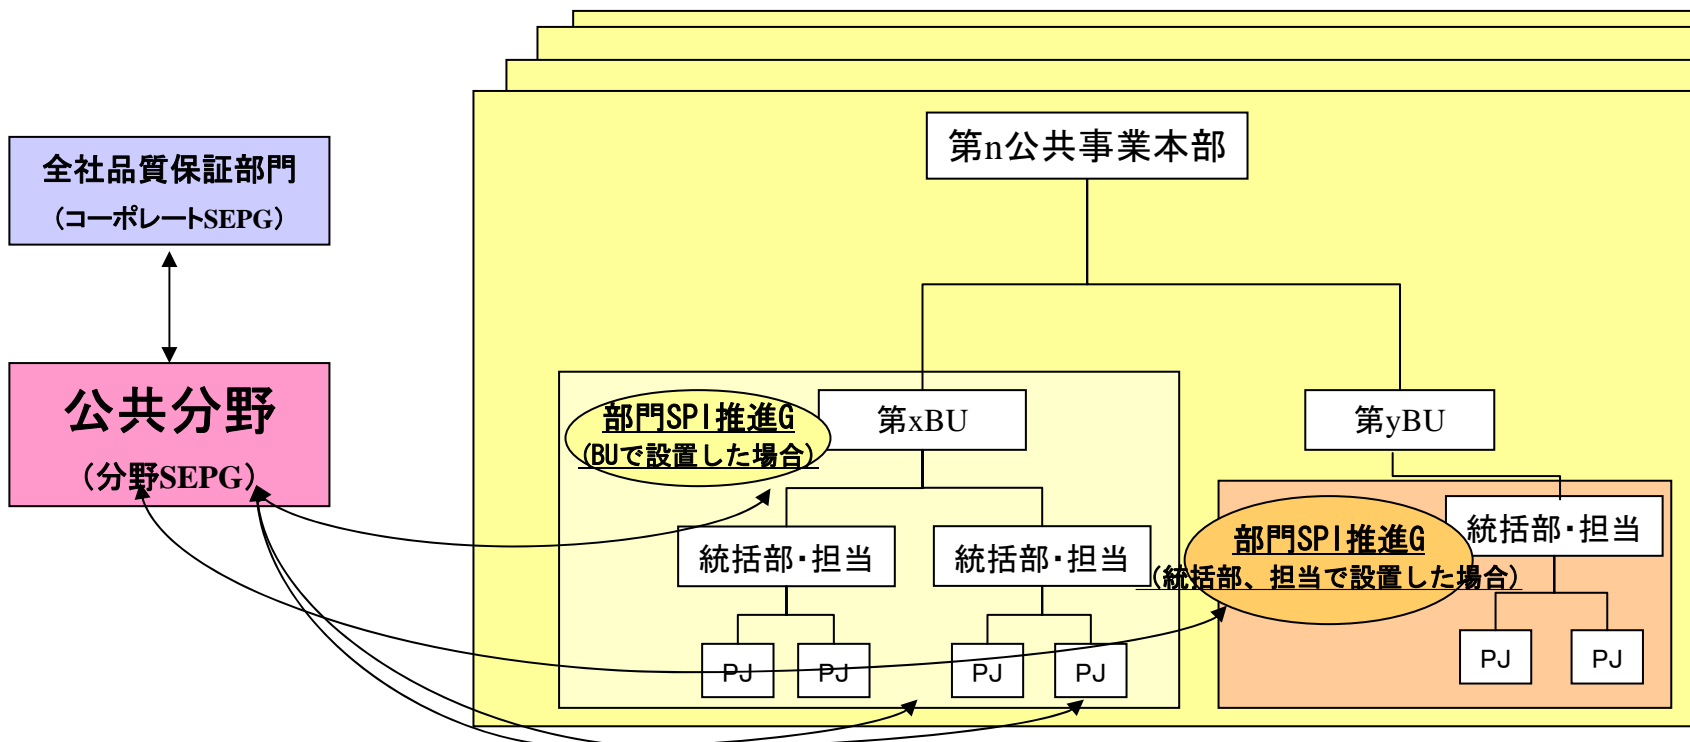 第n公共事業本部
全社品質保証部門
（コーポレートSEPG）
公共分野
（分野SEPG）
部門SPI推進G
(BUで設置した場合)
第xBU
第yBU
統括部・担当
統括部・担当
部門SPI推進G
（統括部、担当で設置した場合）
統括部・担当
PJ
PJ
PJ
PJ
PJ
PJ